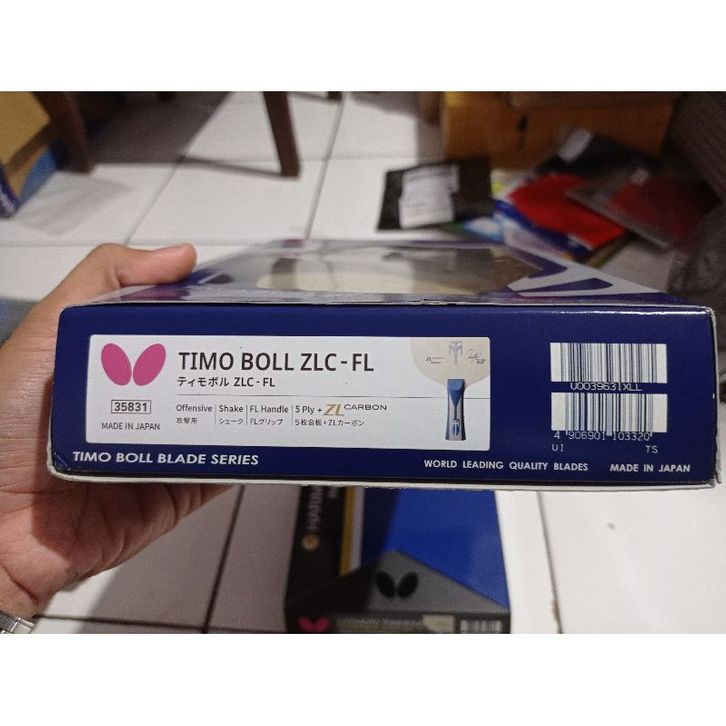 TIMO BOLL ZLC-FL
ティモボル ZLC-FL
35831
MADE IN JAPAN
Offensive
攻撃用
Shake
シェーク
FL Handle
FLグリップ
5 Ply + ZL CARBON
5枚合板+ZLカーボン
U0039631XLL
4 906901 103320
UI TS
TIMO BOLL BLADE SERIES
WORLD LEADING QUALITY BLADES
MADE IN JAPAN